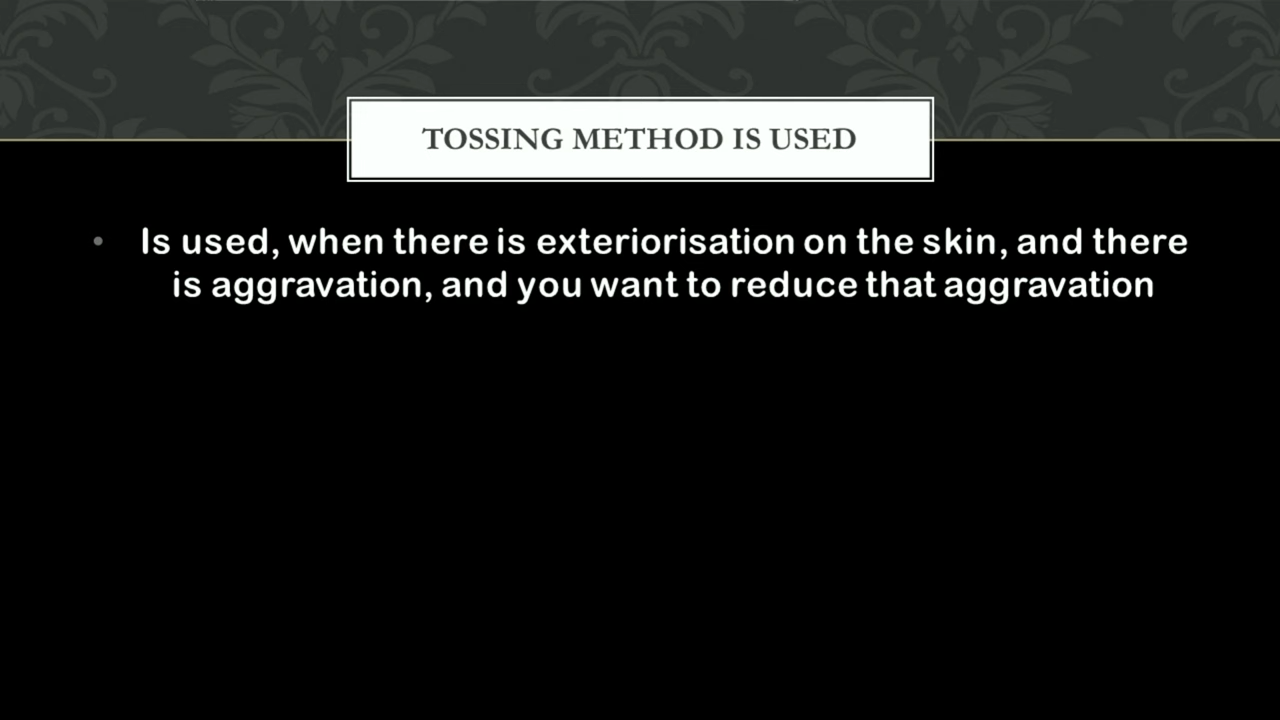 TOSSING METHOD IS USED
• Is used, when there is exteriorisation on the skin, and there
is aggravation, and you want to reduce that aggravation